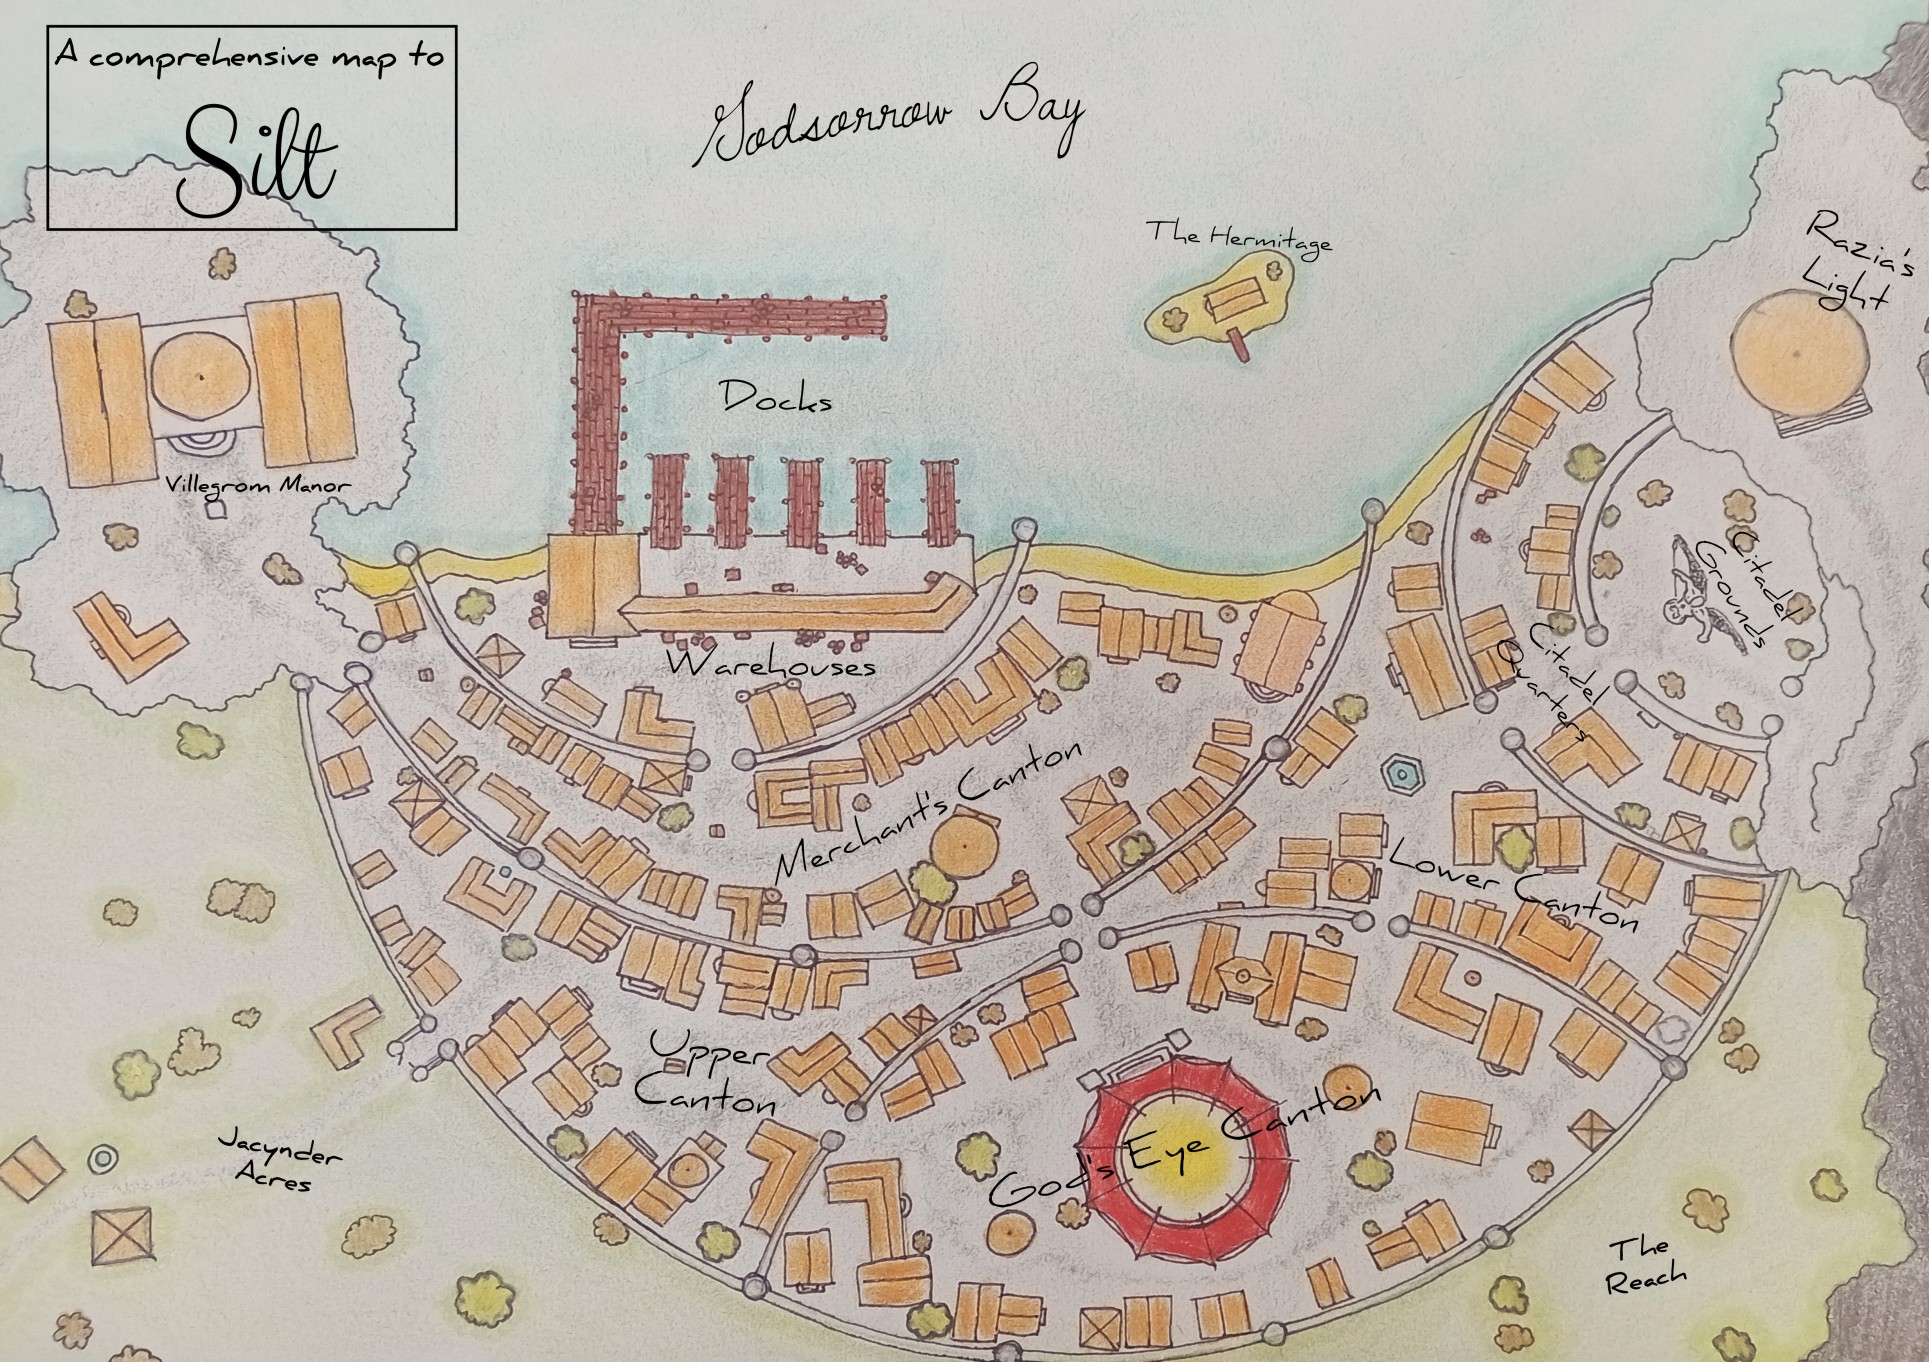 A comprehensive map to
Silt
Godsorrow Bay
The Hermitage
Razia's
Light
Docks
Villegrom Manor
Citadel
Grounds
Warehouses
Citadel
Quarters
Merchant's Canton
Lower Canton
Upper
Canton
God's Eye Canton
Jacynder
Acres
The
Reach